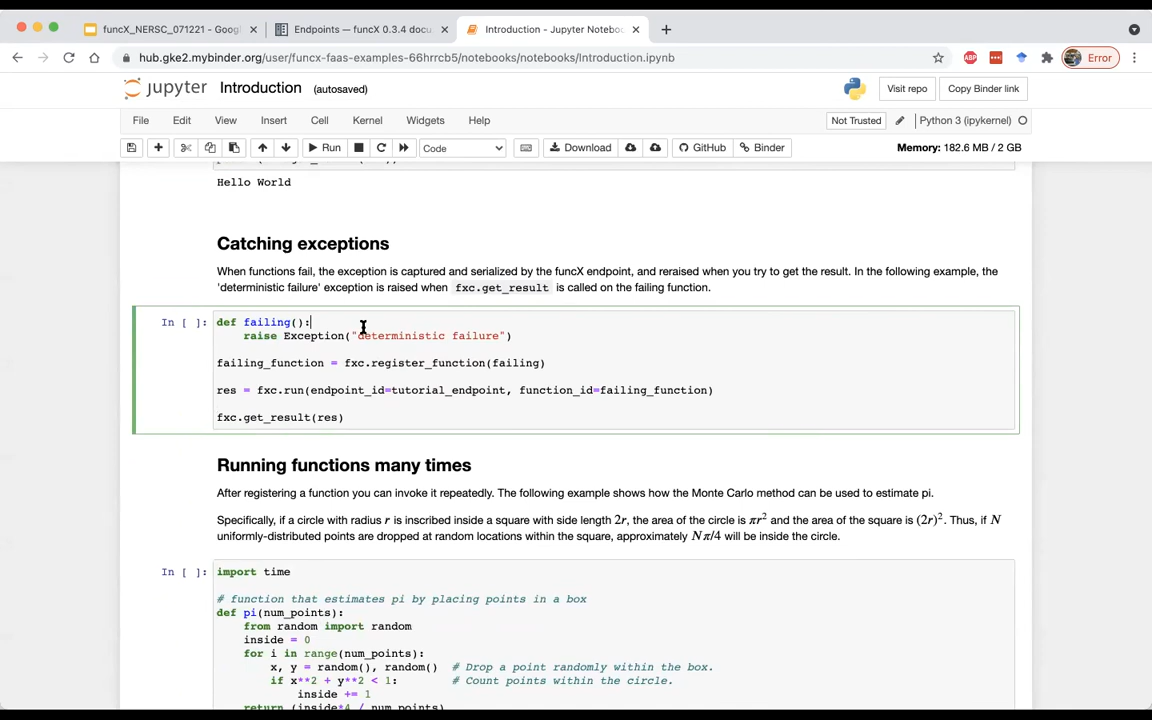 funcX_NERSC_071221 - Goog
Endpoints — funcX 0.3.4 docu
Introduction - Jupyter Noteboo
hub.gke2.mybinder.org/user/funcx-faas-examples-66hrrcb5/notebooks/notebooks/Introduction.ipynb
ABP
Error
jupyter Introduction (autosaved)
Visit repo
Copy Binder link
File Edit View Insert Cell Kernel Widgets Help
Not Trusted
Python 3 (ipykernel)
Run
Code
Download
GitHub
Binder
Memory: 182.6 MB / 2 GB
Hello World
Catching exceptions
When functions fail, the exception is captured and serialized by the funcX endpoint, and reraised when you try to get the result. In the following example, the
'deterministic failure' exception is raised when fxc.get_result is called on the failing function.
In [ ]: def failing():
raise Exception("deterministic failure")
failing_function = fxc.register_function(failing)
res = fxc.run(endpoint_id=tutorial_endpoint, function_id=failing_function)
fxc.get_result(res)
Running functions many times
After registering a function you can invoke it repeatedly. The following example shows how the Monte Carlo method can be used to estimate pi.
Specifically, if a circle with radius r is inscribed inside a square with side length 2r, the area of the circle is πr² and the area of the square is (2r)². Thus, if N
uniformly-distributed points are dropped at random locations within the square, approximately Nπ/4 will be inside the circle.
In [ ]: import time
# function that estimates pi by placing points in a box
def pi(num_points):
from random import random
inside = 0
for i in range(num_points):
x, y = random(), random() # Drop a point randomly within the box.
if x**2 + y**2 < 1: # Count points within the circle.
inside += 1
return (inside*4 / num_points)